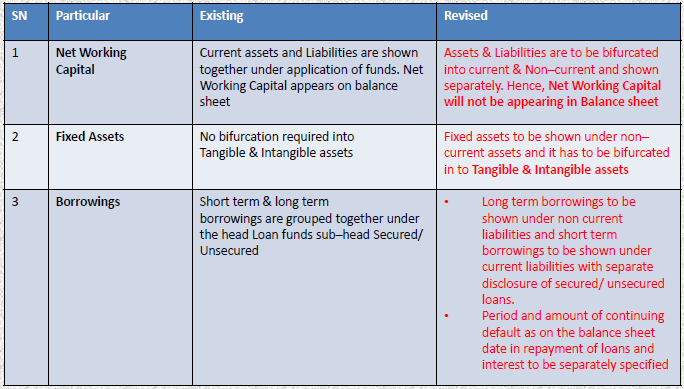 SN Particular Existing Revised
1 Net Working Capital
Current assets and Liabilities are shown
together under application of funds. Net
Working Capital appears on balance
sheet
Assets & Liabilities are to be bifurcated
into current & Non–current and shown
separately. Hence, Net Working Capital
will not be appearing in Balance sheet
2 Fixed Assets
No bifurcation required into
Tangible & Intangible assets
Fixed assets to be shown under non–
current assets and it has to be bifurcated
in to Tangible & Intangible assets
3 Borrowings
Short term & long term
borrowings are grouped together under
the head Loan funds sub–head Secured/
Unsecured
• Long term borrowings to be
shown under non current
liabilities and short term
borrowings to be shown under
current liabilities with separate
disclosure of secured/ unsecured
loans.
• Period and amount of continuing
default as on the balance sheet
date in repayment of loans and
interest to be separately specified